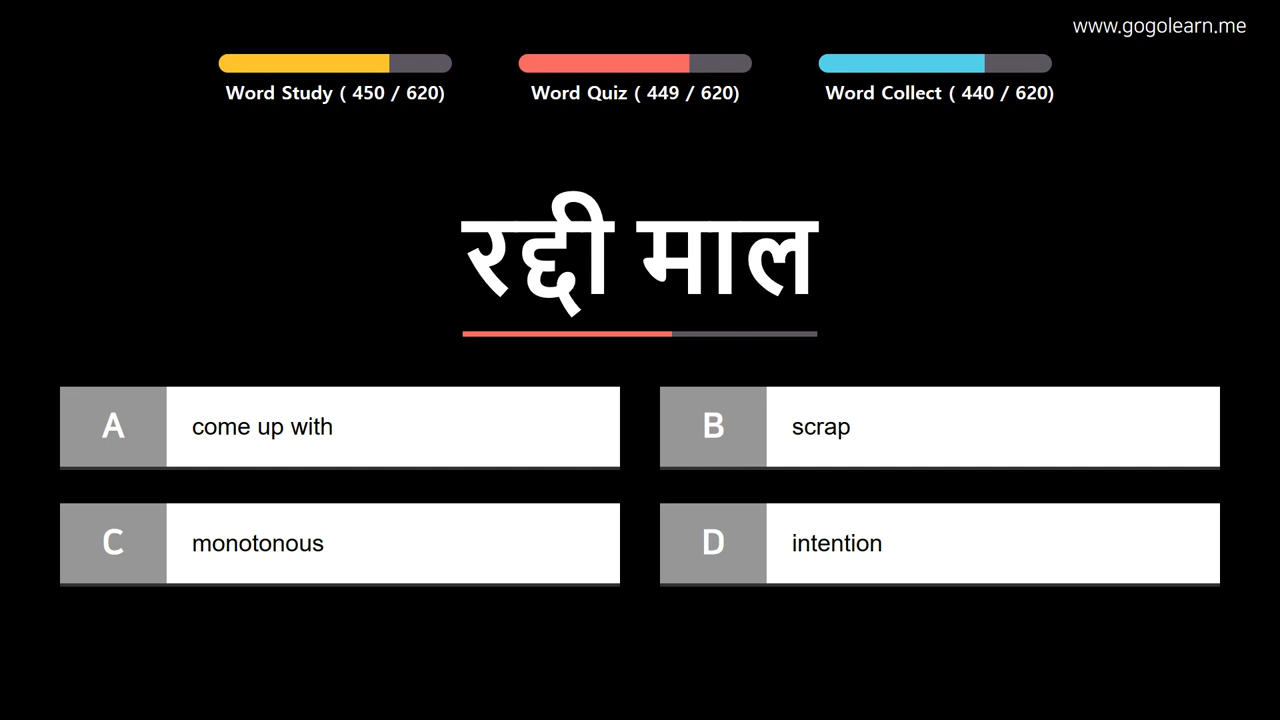 www.gogolearn.me
Word Study ( 450 / 620)
Word Quiz ( 449 / 620)
Word Collect ( 440 / 620)
रद्दी माल
A come up with
B scrap
C monotonous
D intention